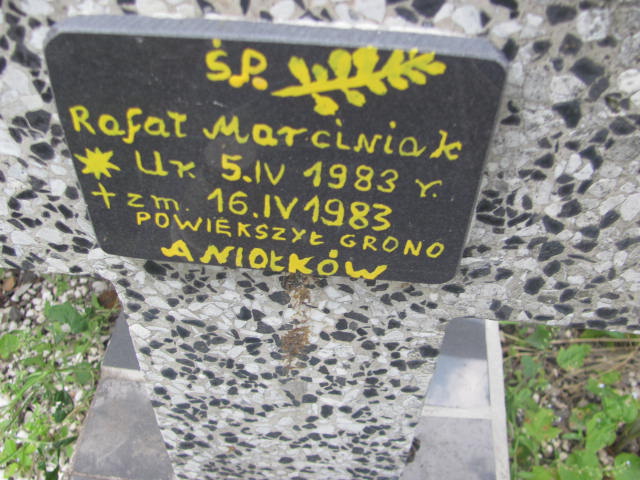 Ś.P.
Rafał Marciniak
Ur 5.IV 1983 r.
zm. 16.IV 1983
POWIĘKSZYŁ GRONO
ANIOŁKÓW